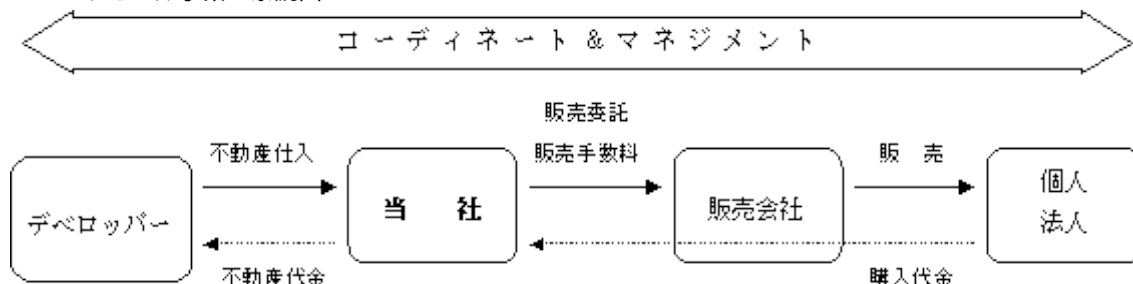 コーディネート&マネジメント
販売委託
不動産仕入
販売手数料
販 売
デベロッパー
当 社
販売会社
個人
法人
不動産代金
購入代金